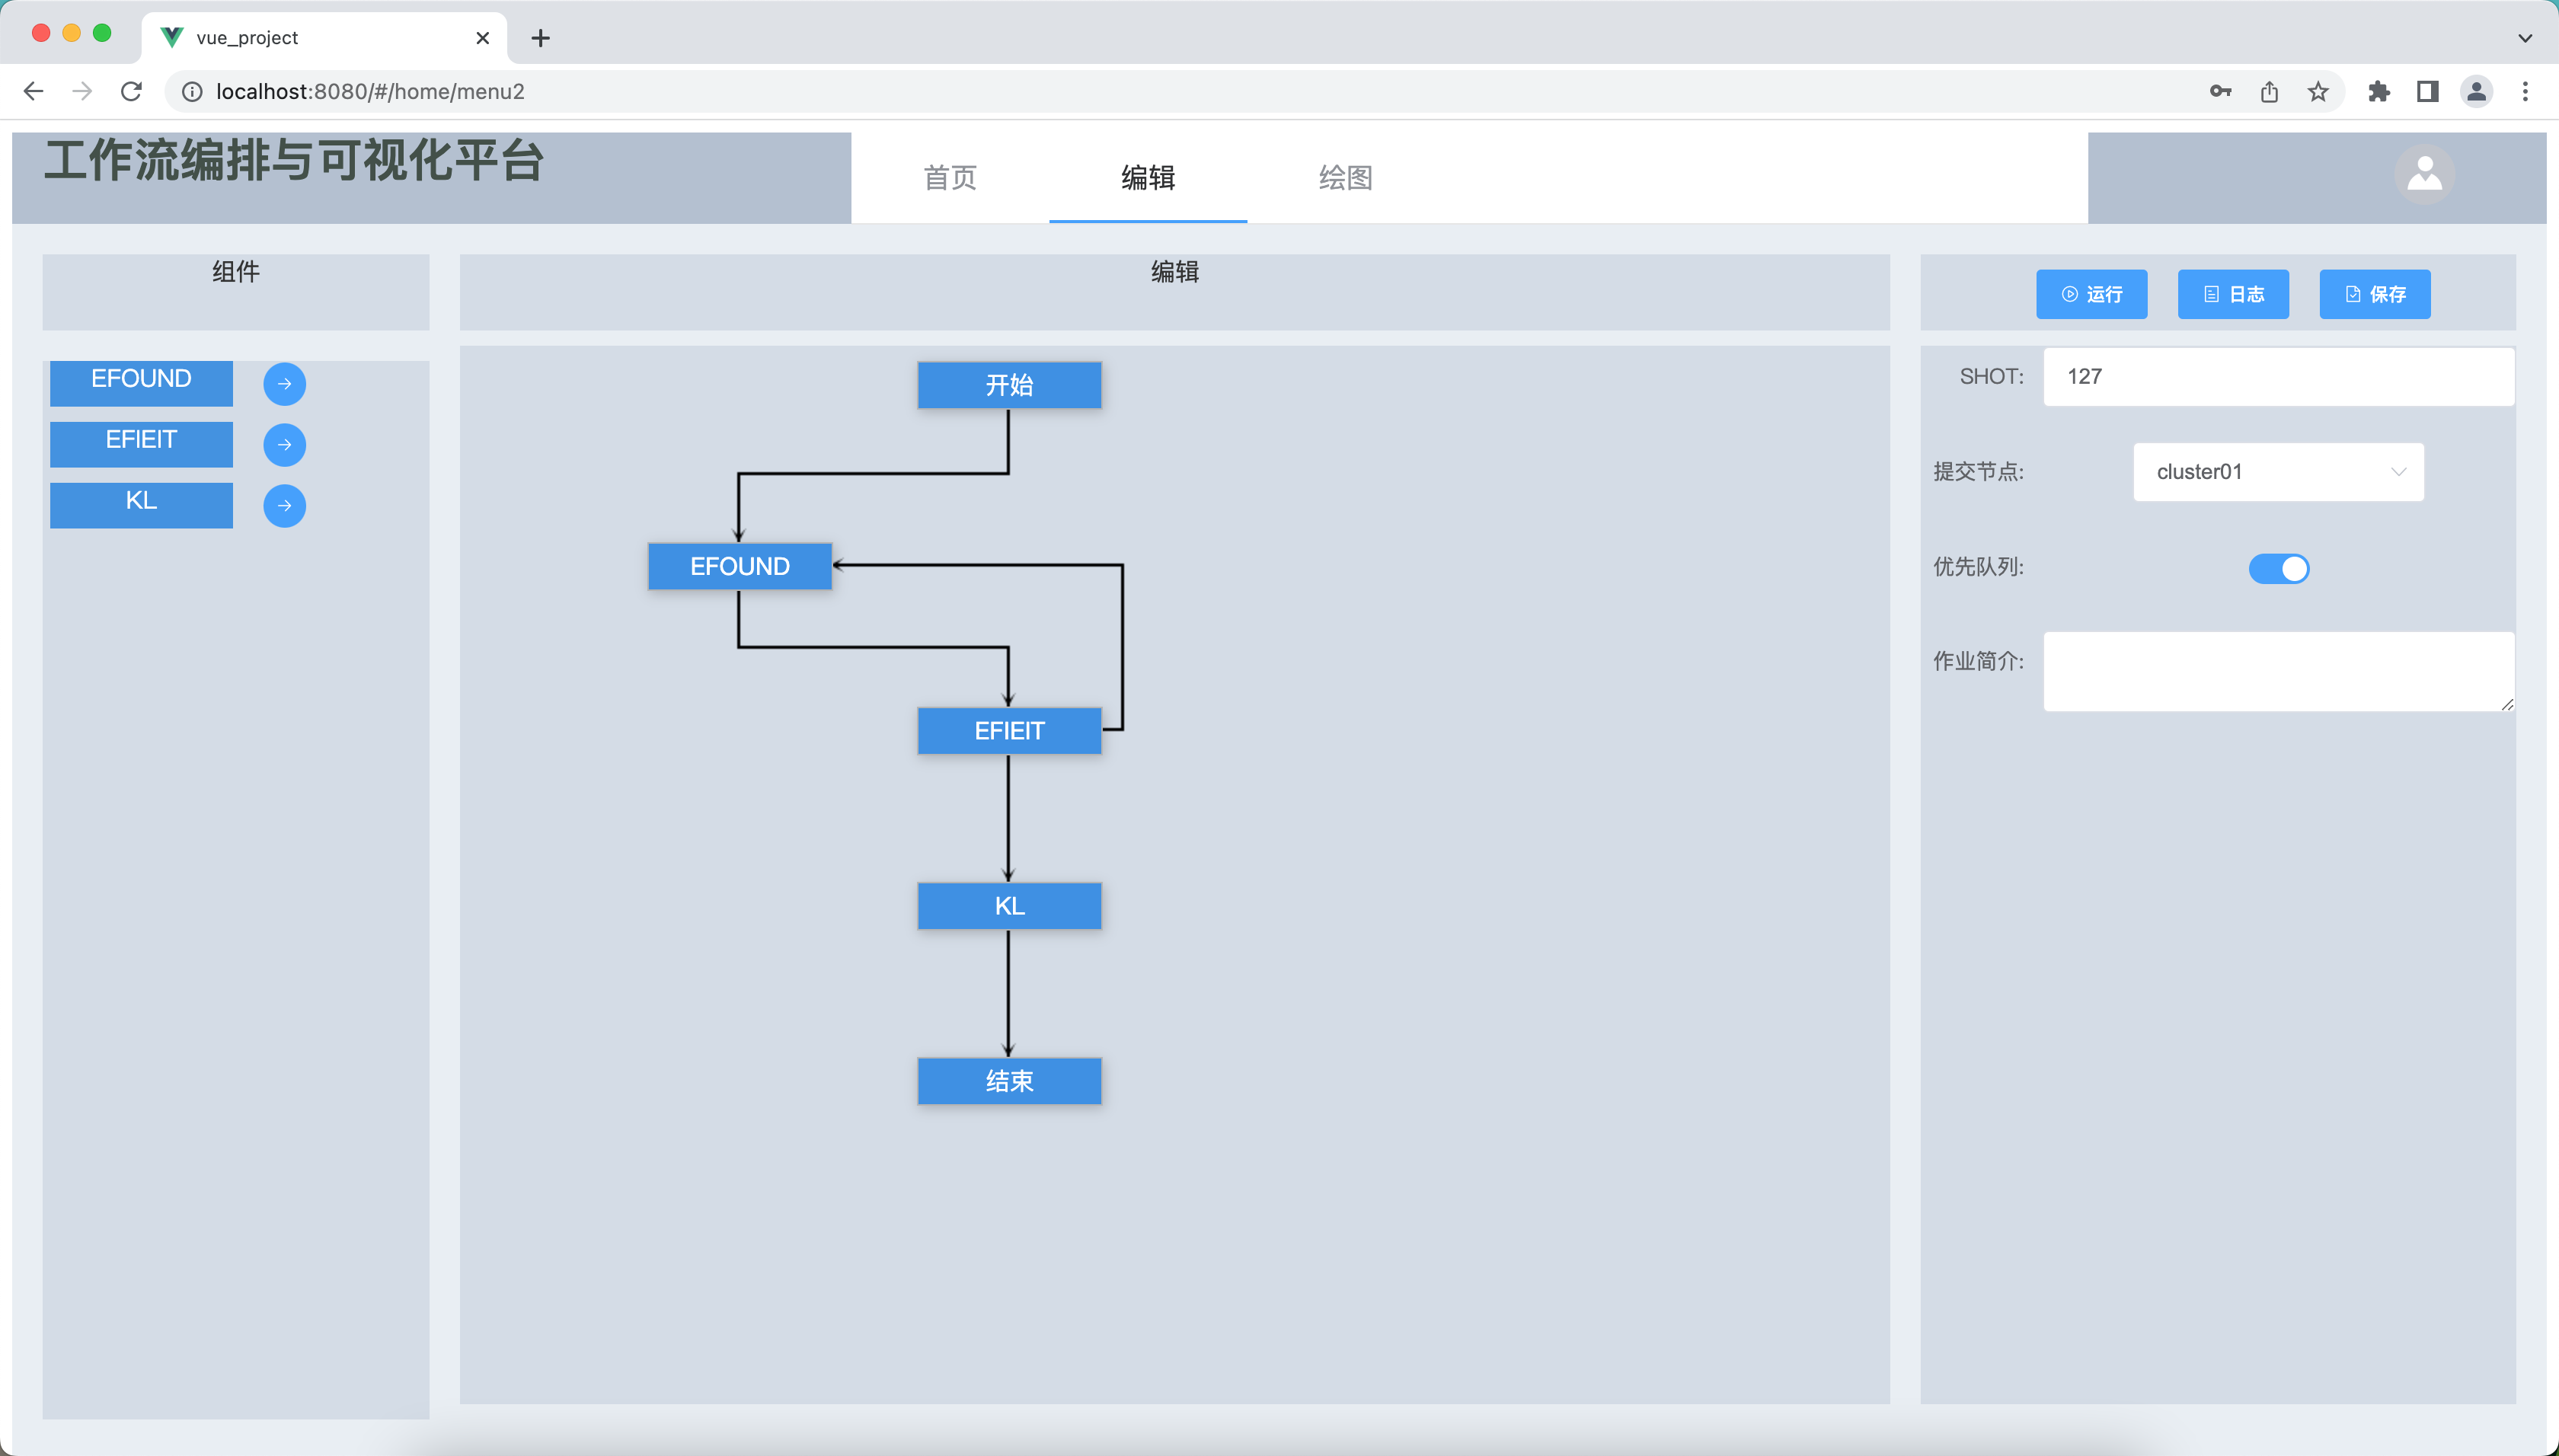 vue_project
localhost:8080/#/home/menu2
工作流编排与可视化平台
首页
编辑
绘图
组件
编辑
运行
日志
保存
EFOUND
EFIEIT
KL
开始
EFOUND
EFIEIT
KL
结束
SHOT:
127
提交节点:
cluster01
优先队列:
作业简介: